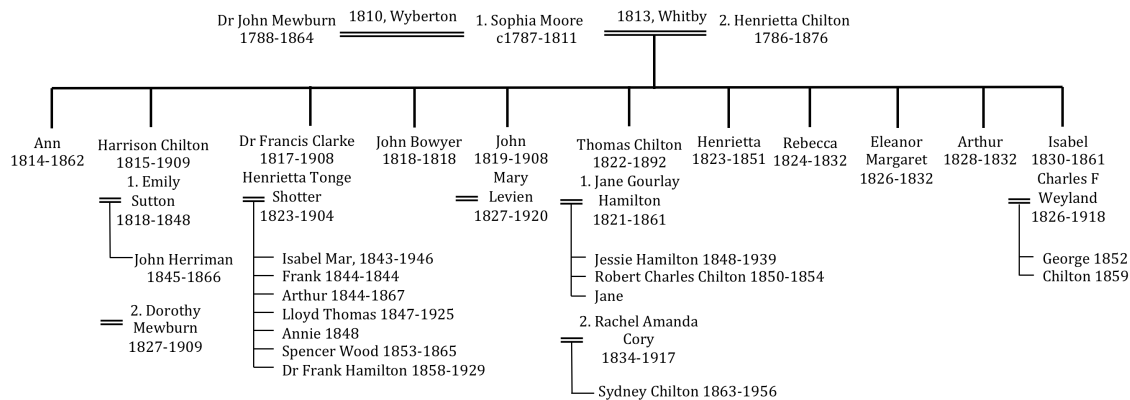 Dr John Mewburn
1788-1864
1810, Wyberton
1. Sophia Moore
c1787-1811
1813, Whitby
2. Henrietta Chilton
1786-1876
Ann
1814-1862
Harrison Chilton
1815-1909
1. Emily
Sutton
1818-1848
John Herriman
1845-1866
2. Dorothy
Mewburn
1827-1909
Dr Francis Clarke
1817-1908
Henrietta Tonge
Shotter
1823-1904
Isabel Mar, 1843-1946
Frank 1844-1844
Arthur 1844-1867
Lloyd Thomas 1847-1925
Annie 1848
Spencer Wood 1853-1865
Dr Frank Hamilton 1858-1929
John Bowyer
1818-1818
John
1819-1908
Mary
Levien
1827-1920
Thomas Chilton
1822-1892
1. Jane Gourlay
Hamilton
1821-1861
Jessie Hamilton 1848-1939
Robert Charles Chilton 1850-1854
Jane
2. Rachel Amanda
Cory
1834-1917
Sydney Chilton 1863-1956
Henrietta
1823-1851
Rebecca
1824-1832
Eleanor
Margaret
1826-1832
Arthur
1828-1832
Isabel
1830-1861
Charles F
Weyland
1826-1918
George 1852
Chilton 1859